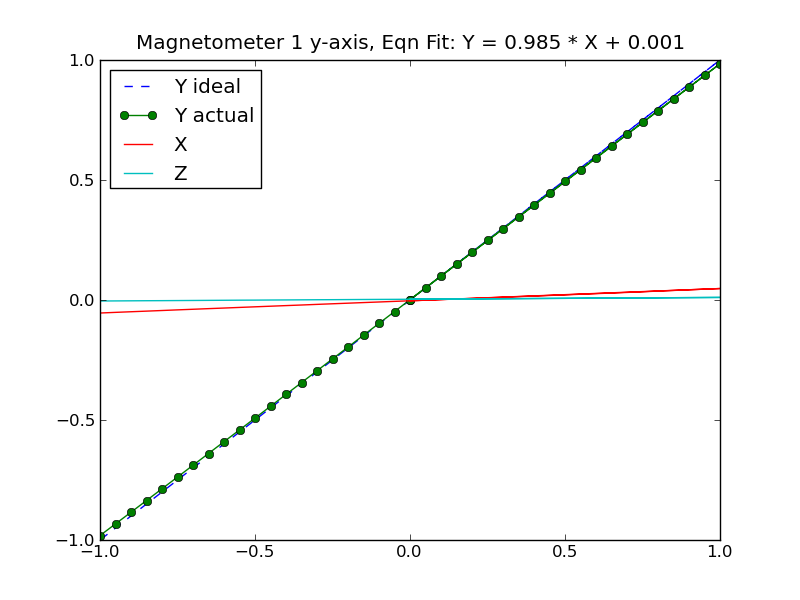 Magnetometer 1 y-axis, Eqn Fit: Y = 0.985 * X + 0.001
1.0
Y ideal
Y actual
X
Z
0.5
0.0
−0.5
−1.0
−1.0 −0.5 0.0 0.5 1.0